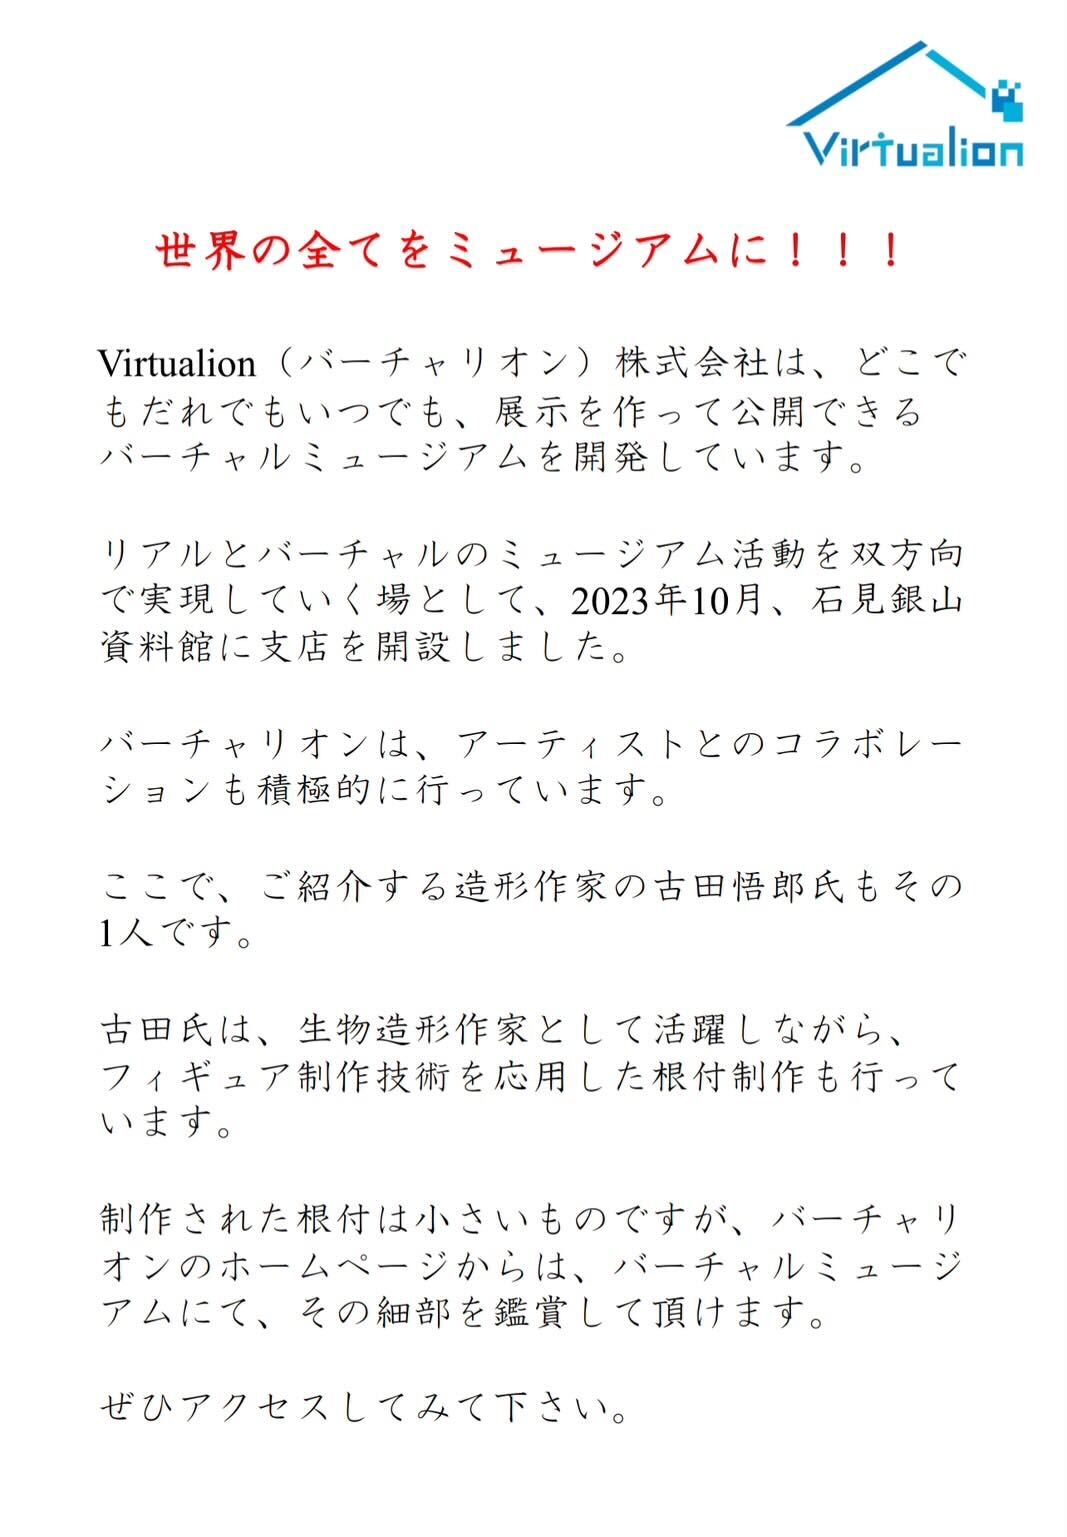 Virtualion
世界の全てをミュージアムに！！！
Virtualion（バーチャリオン）株式会社は、どこで
もだれでもいつでも、展示を作って公開できる
バーチャルミュージアムを開発しています。
リアルとバーチャルのミュージアム活動を双方向
で実現していく場として、2023年10月、石見銀山
資料館に支店を開設しました。
バーチャリオンは、アーティストとのコラボレー
ションも積極的に行っています。
ここで、ご紹介する造形作家の古田悟郎氏もその
1人です。
古田氏は、生物造形作家として活躍しながら、
フィギュア制作技術を応用した根付制作も行って
います。
制作された根付は小さいものですが、バーチャリ
オンのホームページからは、バーチャルミュージ
アムにて、その細部を鑑賞して頂けます。
ぜひアクセスしてみて下さい。